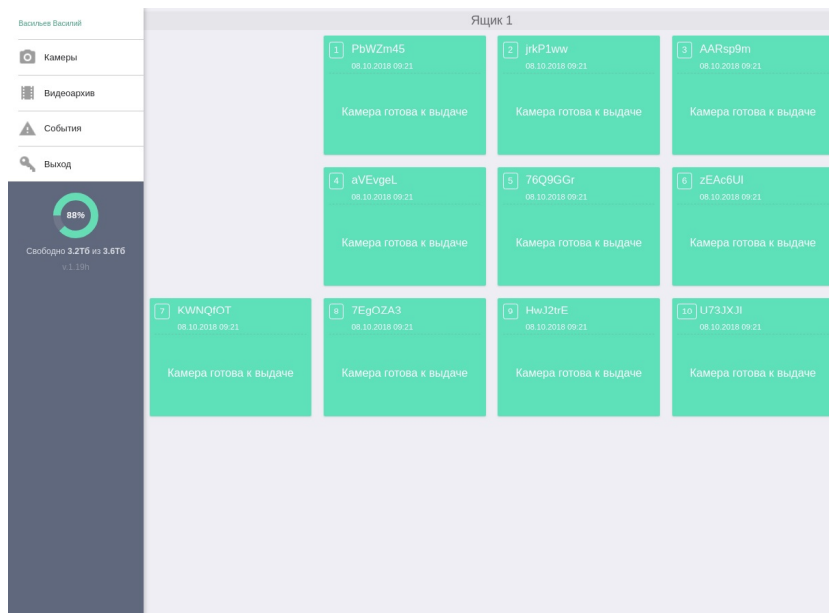 Васильев Василий
Камеры
Видеоархив
События
Выход
88%
Свободно 3.2Тб из 3.6Тб
v.1.19h
Ящик 1
1 PbWZm45
08.10.2018 09:21
Камера готова к выдаче
2 jrkP1ww
08.10.2018 09:21
Камера готова к выдаче
3 AARsp9m
08.10.2018 09:21
Камера готова к выдаче
4 aVEvgeL
08.10.2018 09:21
Камера готова к выдаче
5 76Q9GGr
08.10.2018 09:21
Камера готова к выдаче
6 zEAc6UI
08.10.2018 09:21
Камера готова к выдаче
7 KWNQfOT
08.10.2018 09:21
Камера готова к выдаче
8 7EgOZA3
08.10.2018 09:21
Камера готова к выдаче
9 HwJ2trE
08.10.2018 09:21
Камера готова к выдаче
10 U73JXJI
08.10.2018 09:21
Камера готова к выдаче